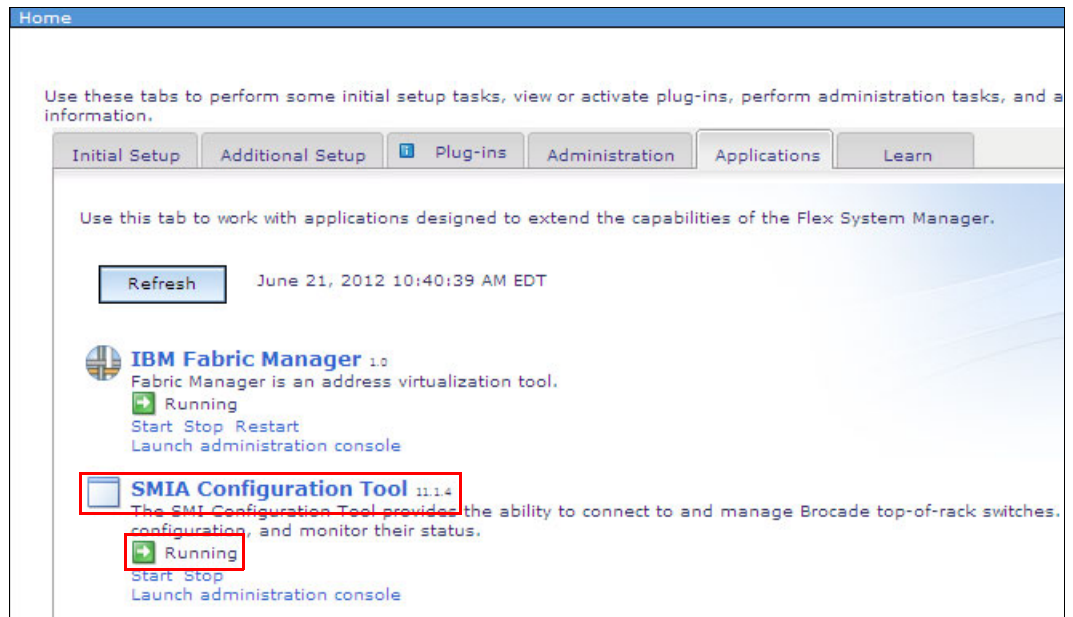 Home
Use these tabs to perform some initial setup tasks, view or activate plug-ins, perform administration tasks, and a
information.
Initial Setup Additional Setup Plug-ins Administration Applications Learn
Use this tab to work with applications designed to extend the capabilities of the Flex System Manager.
Refresh June 21, 2012 10:40:39 AM EDT
IBM Fabric Manager 1.0
Fabric Manager is an address virtualization tool.
Running
Start Stop Restart
Launch administration console
SMIA Configuration Tool 11.1.4
The SMI Configuration Tool provides the ability to connect to and manage Brocade top-of-rack switches.
configuration, and monitor their status.
Running
Start Stop
Launch administration console